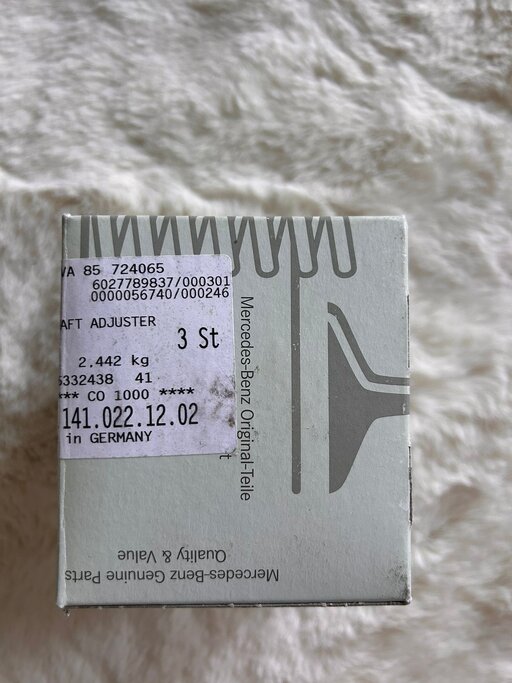 VA 85 724065
6027789837/000301
0000056740/000246
AFT ADJUSTER
3 St
2.442 kg
5332438 41
*** CO 1000 ****
141.022.12.02
in GERMANY
Mercedes-Benz Original-Teile
Mercedes-Benz Genuine Parts
Quality & Value